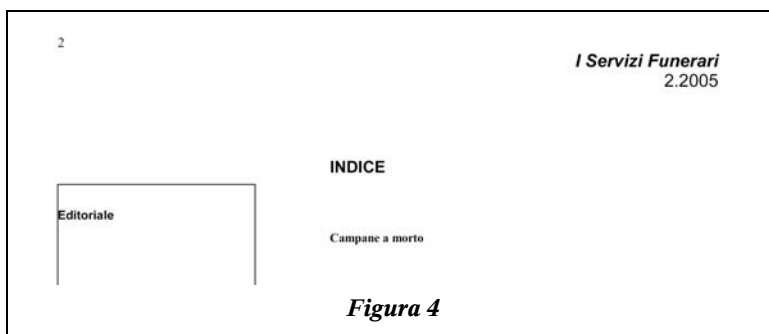 2
I Servizi Funerari
2.2005
INDICE
Editoriale
Campane a morto
Figura 4